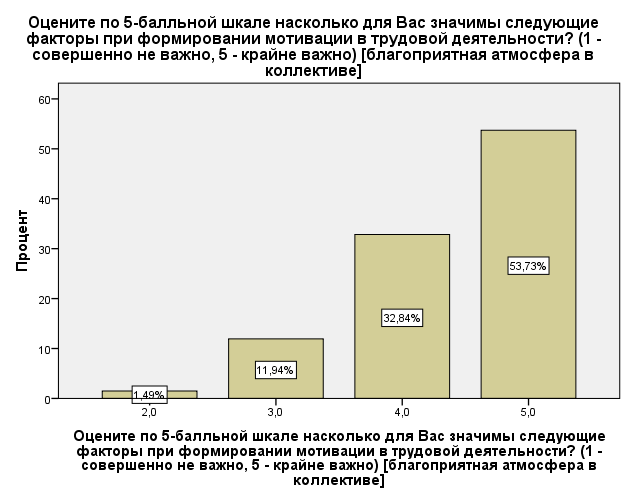 Оцените по 5-балльной шкале насколько для Вас значимы следующие
факторы при формировании мотивации в трудовой деятельности? (1 -
совершенно не важно, 5 - крайне важно) [благоприятная атмосфера в
коллективе]
60
50
40
30
20
10
0
Процент
1,49%
11,94%
32,84%
53,73%
2,0
3,0
4,0
5,0
Оцените по 5-балльной шкале насколько для Вас значимы следующие
факторы при формировании мотивации в трудовой деятельности? (1 -
совершенно не важно, 5 - крайне важно) [благоприятная атмосфера в
коллективе]